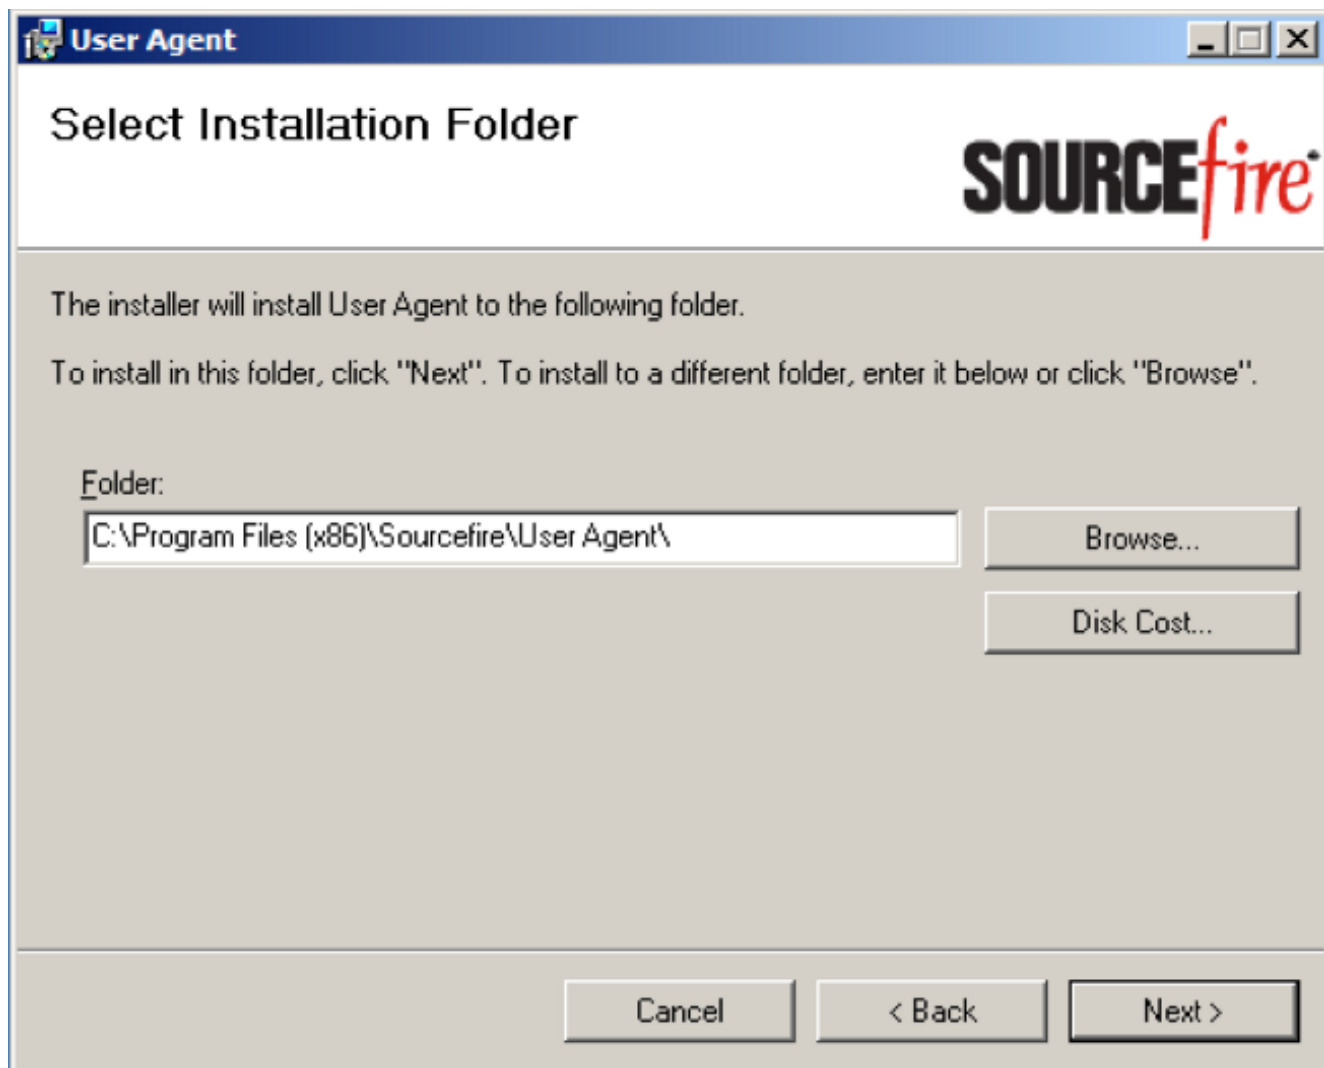 User Agent
Select Installation Folder
SOURCEfire
The installer will install User Agent to the following folder.
To install in this folder, click "Next". To install to a different folder, enter it below or click "Browse".
Folder:
C:\Program Files (x86)\Sourcefire\User Agent\
Browse...
Disk Cost...
Cancel
< Back
Next >